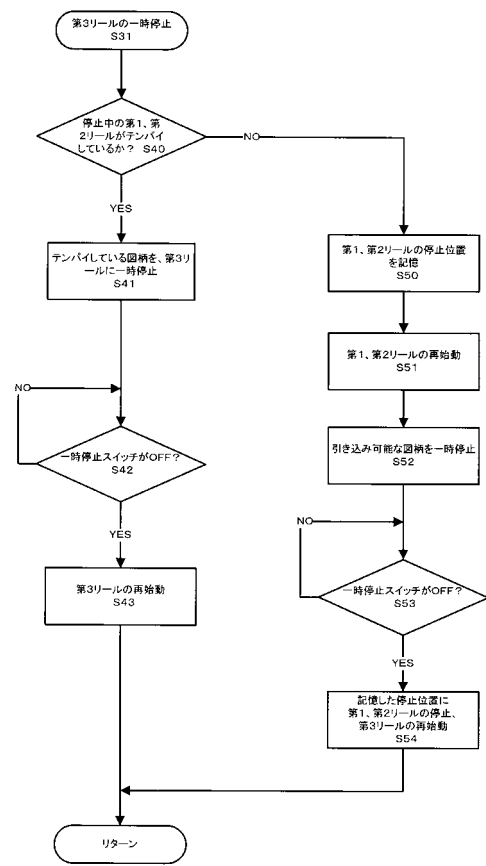 第3リールの一時停止
S31
停止中の第1、第
2リールがテンパイ
しているか？ S40
NO
YES
テンパイしている図柄を、第3リ
ールに一時停止
S41
NO
一時停止スイッチがOFF？
S42
YES
第3リールの再始動
S43
第1、第2リールの停止位置
を記憶
S50
第1、第2リールの再始動
S51
引き込み可能な図柄を一時停止
S52
NO
一時停止スイッチがOFF？
S53
YES
記憶した停止位置に
第1、第2リールの停止、
第3リールの再始動
S54
リターン